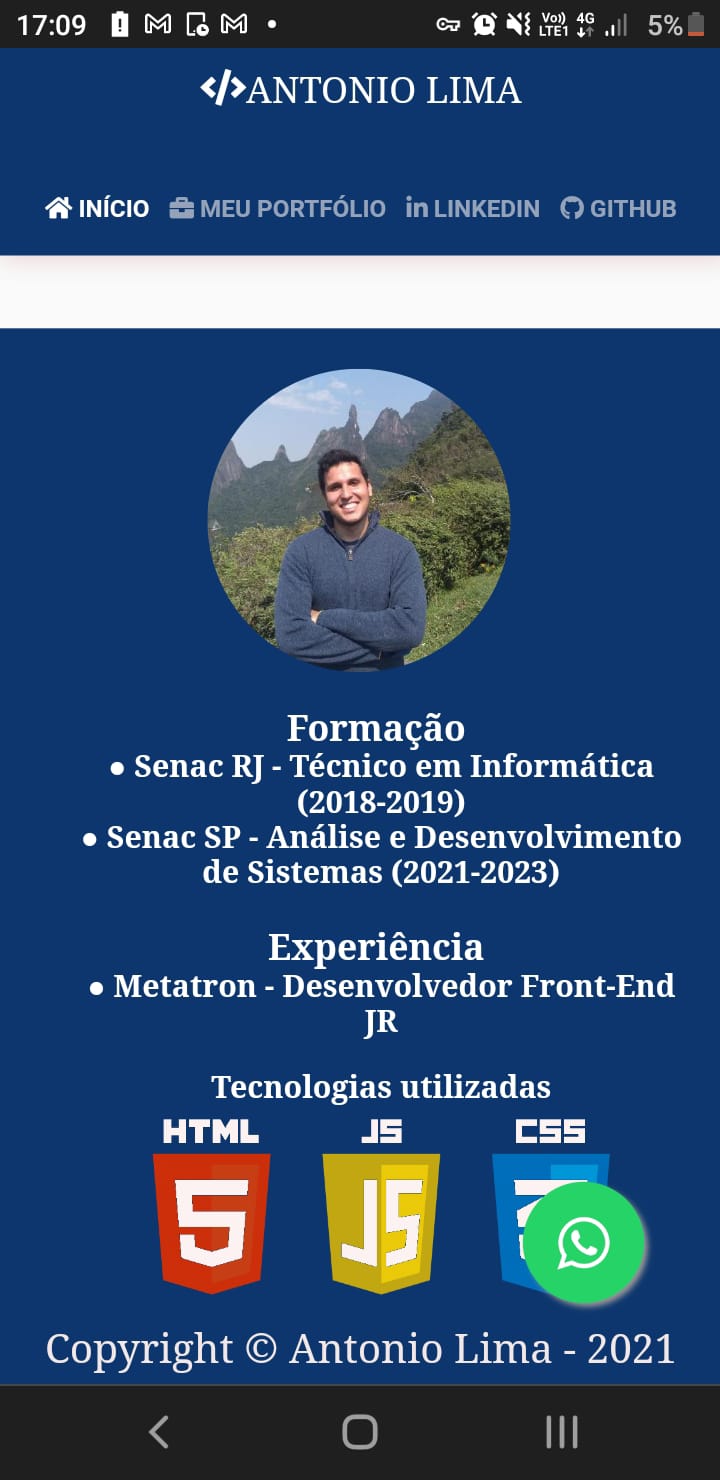 17:09
Vo)) 4G 5%
LTE1
</>ANTONIO LIMA
INÍCIO MEU PORTFÓLIO in LINKEDIN GITHUB
Formação
● Senac RJ - Técnico em Informática
(2018-2019)
● Senac SP - Análise e Desenvolvimento
de Sistemas (2021-2023)
Experiência
● Metatron - Desenvolvedor Front-End
JR
Tecnologias utilizadas
HTML JS CSS
5 JS
Copyright © Antonio Lima - 2021